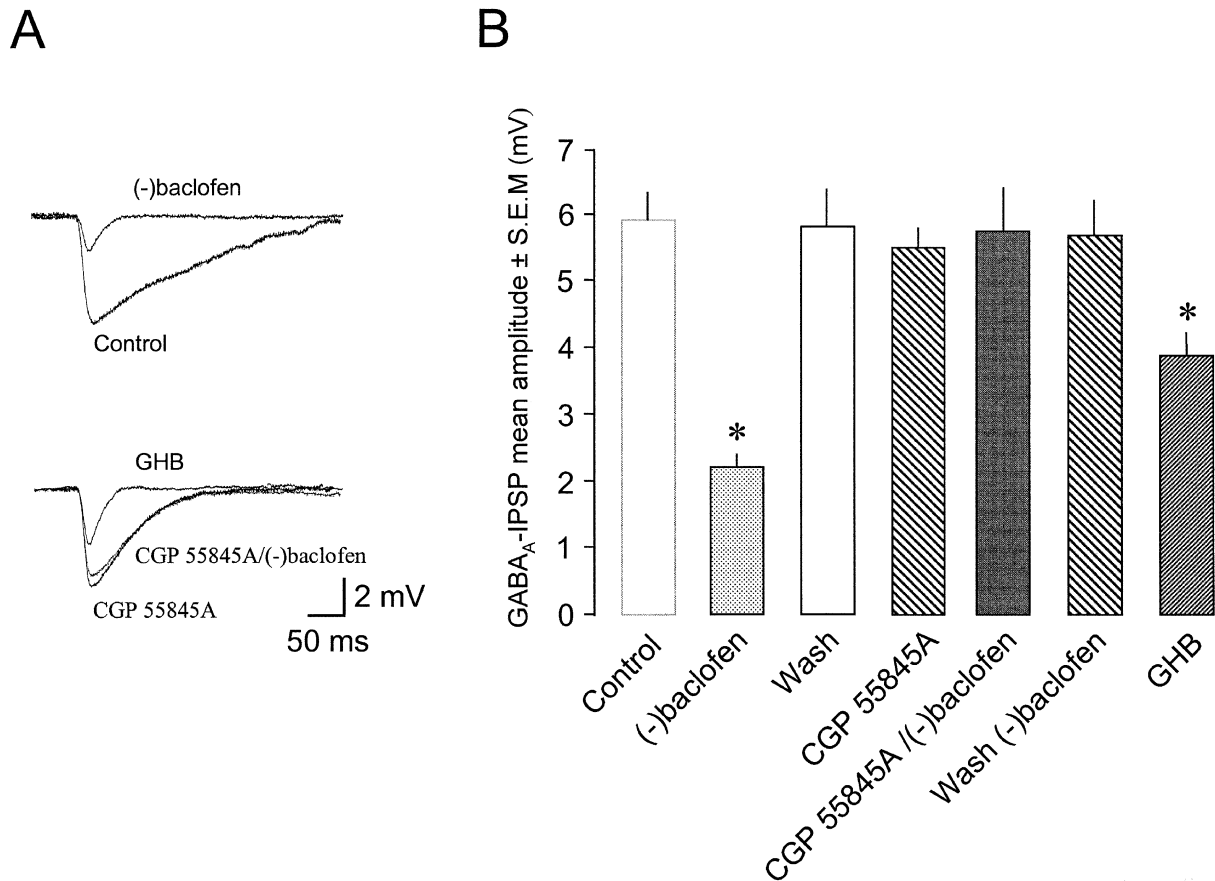 A
B
(-)baclofen
Control
GHB
CGP 55845A/(-)baclofen
CGP 55845A
2 mV
50 ms
GABAA-IPSP mean amplitude ± S.E.M (mV)
7
6
5
4
3
2
1
0
*
*
Control
(-)baclofen
Wash
CGP 55845A
CGP 55845A /(-)baclofen
Wash (-)baclofen
GHB